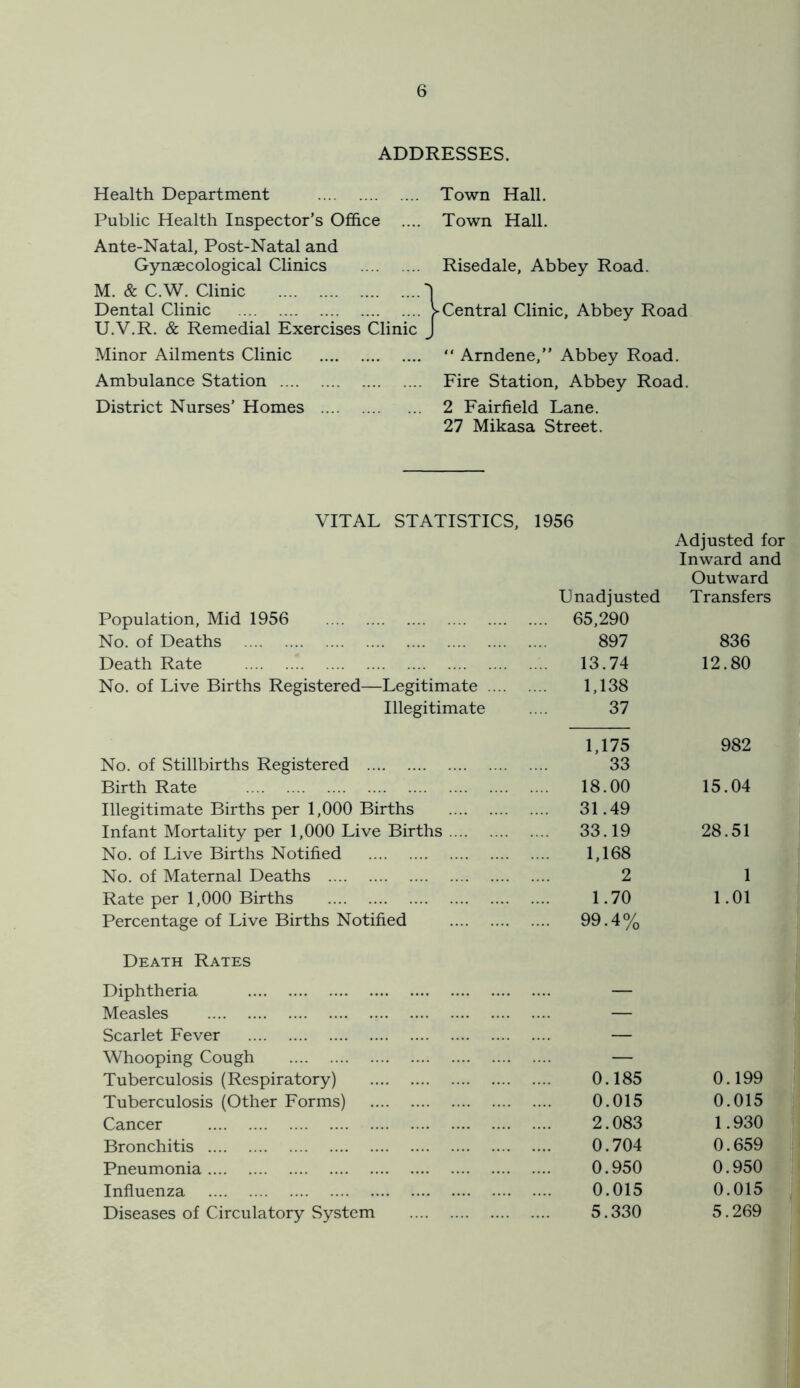 6
ADDRESSES.
Health Department .... .... .... Town Hall.
Public Health Inspector's Office .... Town Hall.
Ante-Natal, Post-Natal and
Gynæcological Clinics .... .... Risedale, Abbey Road.
M. & C.W. Clinic .... .... .... ....
Dental Clinic .... .... .... .... .... } Central Clinic, Abbey Road
U.V.R. & Remedial Exercises Clinic
Minor Ailments Clinic .... .... .... " Arndene," Abbey Road.
Ambulance Station .... .... .... .... Fire Station, Abbey Road.
District Nurses' Homes .... .... ... 2 Fairfield Lane.
27 Mikasa Street.
VITAL STATISTICS, 1956
Adjusted for
Inward and
Outward
Unadjusted Transfers
Population, Mid 1956 .... .... .... .... .... .... 65,290
No. of Deaths .... .... .... .... .... .... .... .... 897 836
Death Rate .... .... .... .... .... .... .... .... 13.74 12.80
No. of Live Births Registered—Legitimate .... .... 1,138
Illegitimate .... 37
1,175 982
No. of Stillbirths Registered .... .... .... .... .... 33
Birth Rate .... .... .... .... .... .... .... .... 18.00 15.04
Illegitimate Births per 1,000 Births .... .... .... 31.49
Infant Mortality per 1,000 Live Births .... .... .... 33.19 28.51
No. of Live Births Notified .... .... .... .... .... 1,168
No. of Maternal Deaths .... .... .... .... .... .... 2 1
Rate per 1,000 Births .... .... .... .... .... .... 1.70 1.01
Percentage of Live Births Notified .... .... .... 99.4%
DEATH RATES
Diphtheria .... .... .... .... .... .... .... .... —
Measles .... .... .... .... .... .... .... .... .... —
Scarlet Fever .... .... .... .... .... .... .... .... —
Whooping Cough .... .... .... .... .... .... .... —
Tuberculosis (Respiratory) .... .... .... .... .... 0.185 0.199
Tuberculosis (Other Forms) .... .... .... .... .... 0.015 0.015
Cancer .... .... .... .... .... .... .... .... .... 2.083 1.930
Bronchitis .... .... .... .... .... .... .... .... .... 0.704 0.659
Pneumonia .... .... .... .... .... .... .... .... .... 0.950 0.950
Influenza .... .... .... .... .... .... .... .... .... 0.015 0.015
Diseases of Circulatory System .... .... .... .... 5.330 5.269